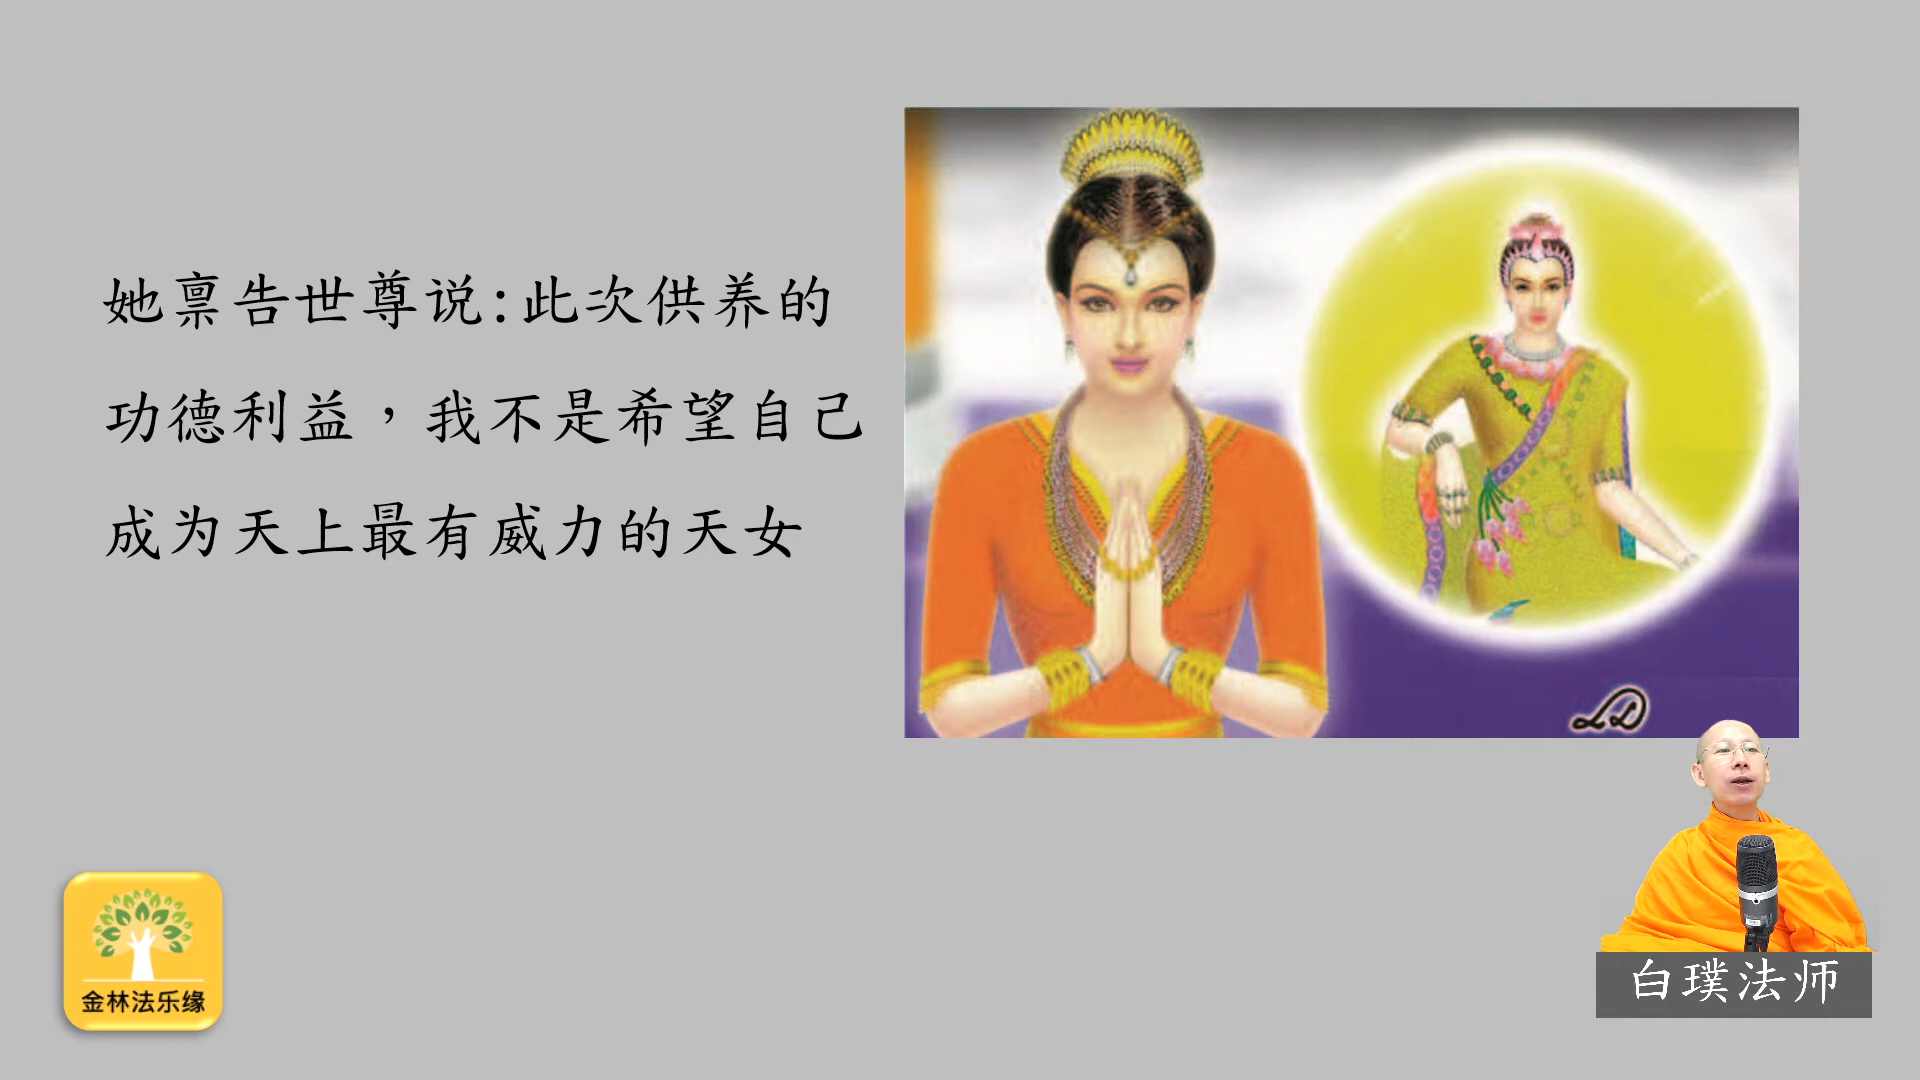 她禀告世尊说:此次供养的
功德利益，我不是希望自己
成为天上最有威力的天女
金林法乐缘
白璞法师